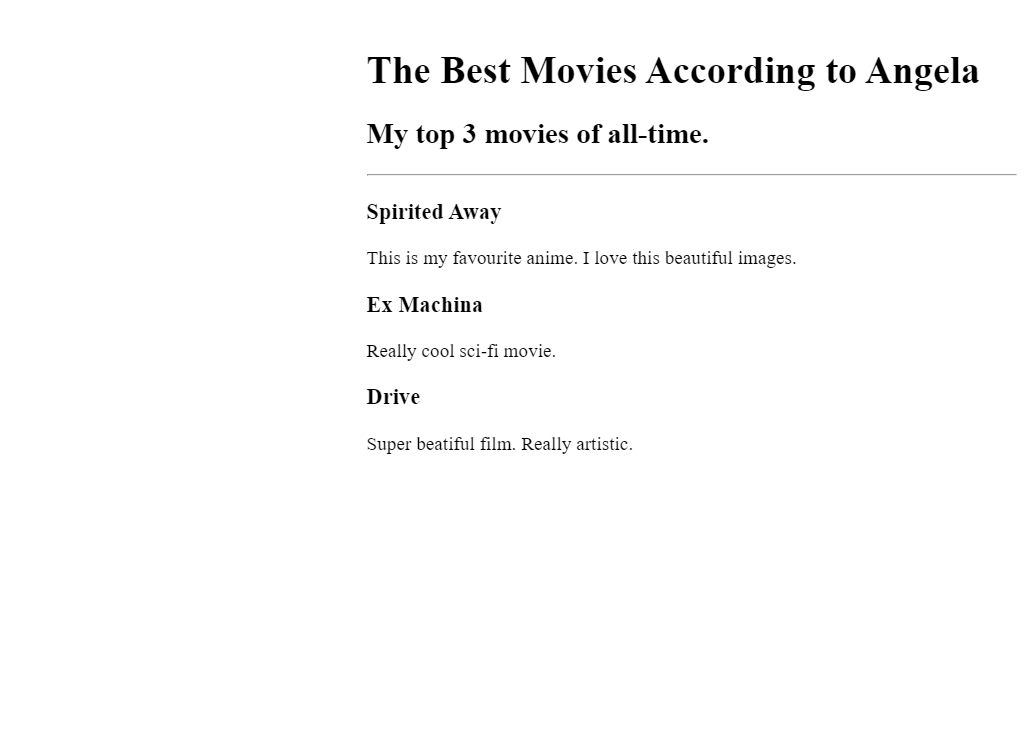 The Best Movies According to Angela
My top 3 movies of all-time.
Spirited Away
This is my favourite anime. I love this beautiful images.
Ex Machina
Really cool sci-fi movie.
Drive
Super beatiful film. Really artistic.